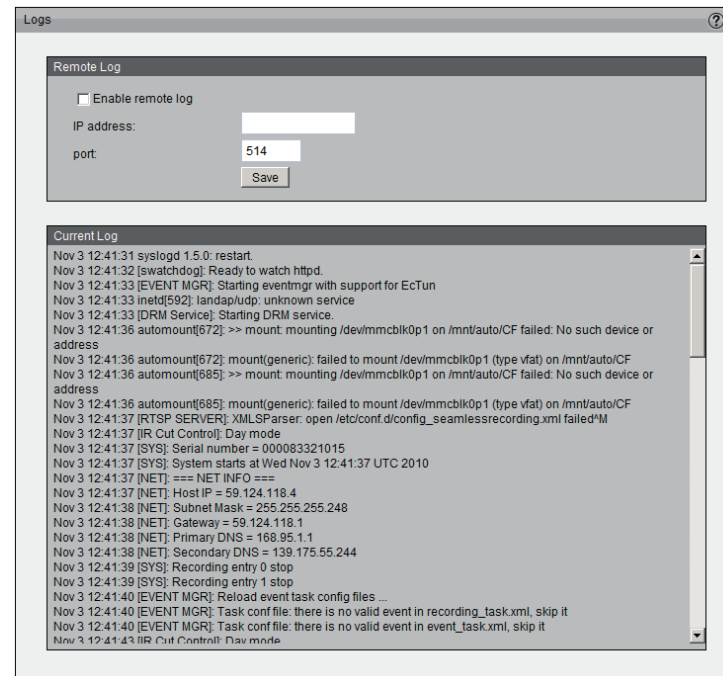 Logs
?
Remote Log
Enable remote log
IP address:
port:
514
Save
Current Log
Nov 3 12:41:31 syslogd 1.5.0: restart.
Nov 3 12:41:32 [swatchdog]: Ready to watch httpd.
Nov 3 12:41:33 [EVENT MGR]: Starting eventmgr with support for EcTun
Nov 3 12:41:33 inetd[592]: landap/udp: unknown service
Nov 3 12:41:33 [DRM Service]: Starting DRM service.
Nov 3 12:41:36 automount[672]: >> mount: mounting /dev/mmcblk0p1 on /mnt/auto/CF failed: No such device or
address
Nov 3 12:41:36 automount[672]: mount(generic): failed to mount /dev/mmcblk0p1 (type vfat) on /mnt/auto/CF
Nov 3 12:41:36 automount[685]: >> mount: mounting /dev/mmcblk0p1 on /mnt/auto/CF failed: No such device or
address
Nov 3 12:41:36 automount[685]: mount(generic): failed to mount /dev/mmcblk0p1 (type vfat) on /mnt/auto/CF
Nov 3 12:41:37 [RTSP SERVER]: XMLSParser: open /etc/conf.d/config_seamlessrecording.xml failed^M
Nov 3 12:41:37 [IR Cut Control]: Day mode
Nov 3 12:41:37 [SYS]: Serial number = 000083321015
Nov 3 12:41:37 [SYS]: System starts at Wed Nov 3 12:41:37 UTC 2010
Nov 3 12:41:37 [NET]: === NET INFO ===
Nov 3 12:41:37 [NET]: Host IP = 59.124.118.4
Nov 3 12:41:38 [NET]: Subnet Mask = 255.255.255.248
Nov 3 12:41:38 [NET]: Gateway = 59.124.118.1
Nov 3 12:41:38 [NET]: Primary DNS = 168.95.1.1
Nov 3 12:41:38 [NET]: Secondary DNS = 139.175.55.244
Nov 3 12:41:39 [SYS]: Recording entry 0 stop
Nov 3 12:41:39 [SYS]: Recording entry 1 stop
Nov 3 12:41:40 [EVENT MGR]: Reload event task config files ...
Nov 3 12:41:40 [EVENT MGR]: Task conf file: there is no valid event in recording_task.xml, skip it
Nov 3 12:41:40 [EVENT MGR]: Task conf file: there is no valid event in event_task.xml, skip it
Nov 3 12:41:43 [IR Cut Control]: Day mode